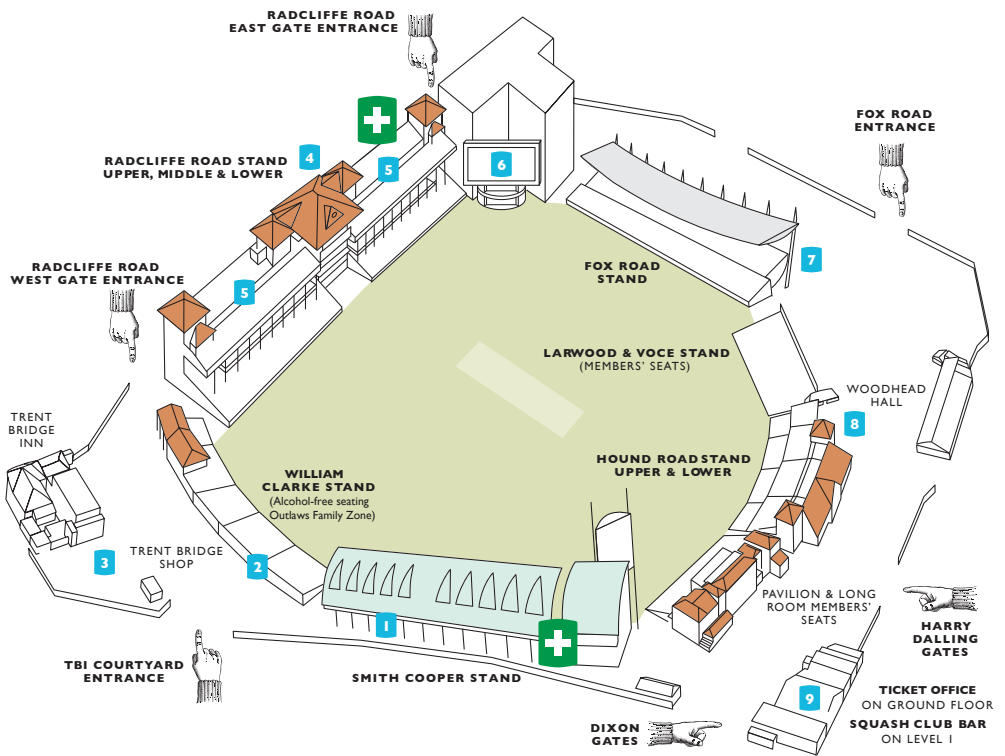 RADCLIFFE ROAD
EAST GATE ENTRANCE
FOX ROAD
ENTRANCE
4
RADCLIFFE ROAD STAND
UPPER, MIDDLE & LOWER
5
6
RADCLIFFE ROAD
WEST GATE ENTRANCE
5
FOX ROAD
STAND
7
LARWOOD & VOCE STAND
(MEMBERS' SEATS)
WOODHEAD
HALL
8
TRENT
BRIDGE
INN
HOUND ROAD STAND
UPPER & LOWER
WILLIAM
CLARKE STAND
(Alcohol-free seating
Outlaws Family Zone)
3
TRENT BRIDGE
SHOP
2
1
PAVILION & LONG
ROOM MEMBERS'
SEATS
HARRY
DALLING
GATES
TBI COURTYARD
ENTRANCE
SMITH COOPER STAND
9
TICKET OFFICE
ON GROUND FLOOR
SQUASH CLUB BAR
ON LEVEL 1
DIXON
GATES